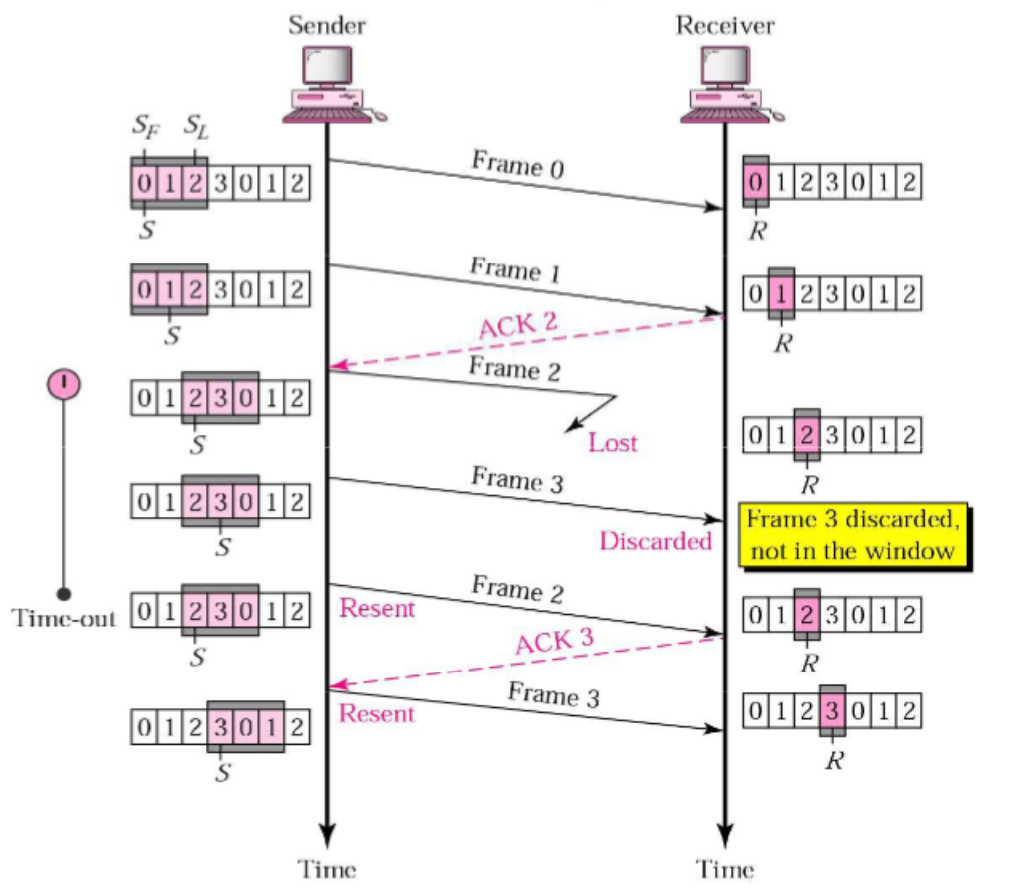 Sender
Receiver
S_F S_L
0 1 2 3 0 1 2
S
Frame 0
0 1 2 3 0 1 2
R
0 1 2 3 0 1 2
S
Frame 1
0 1 2 3 0 1 2
R
ACK 2
0 1 2 3 0 1 2
S
Frame 2
Lost
0 1 2 3 0 1 2
R
0 1 2 3 0 1 2
S
Frame 3
Discarded
Frame 3 discarded,
not in the window
Time-out
0 1 2 3 0 1 2
S
Resent
Frame 2
0 1 2 3 0 1 2
R
ACK 3
0 1 2 3 0 1 2
S
Resent
Frame 3
0 1 2 3 0 1 2
R
Time
Time